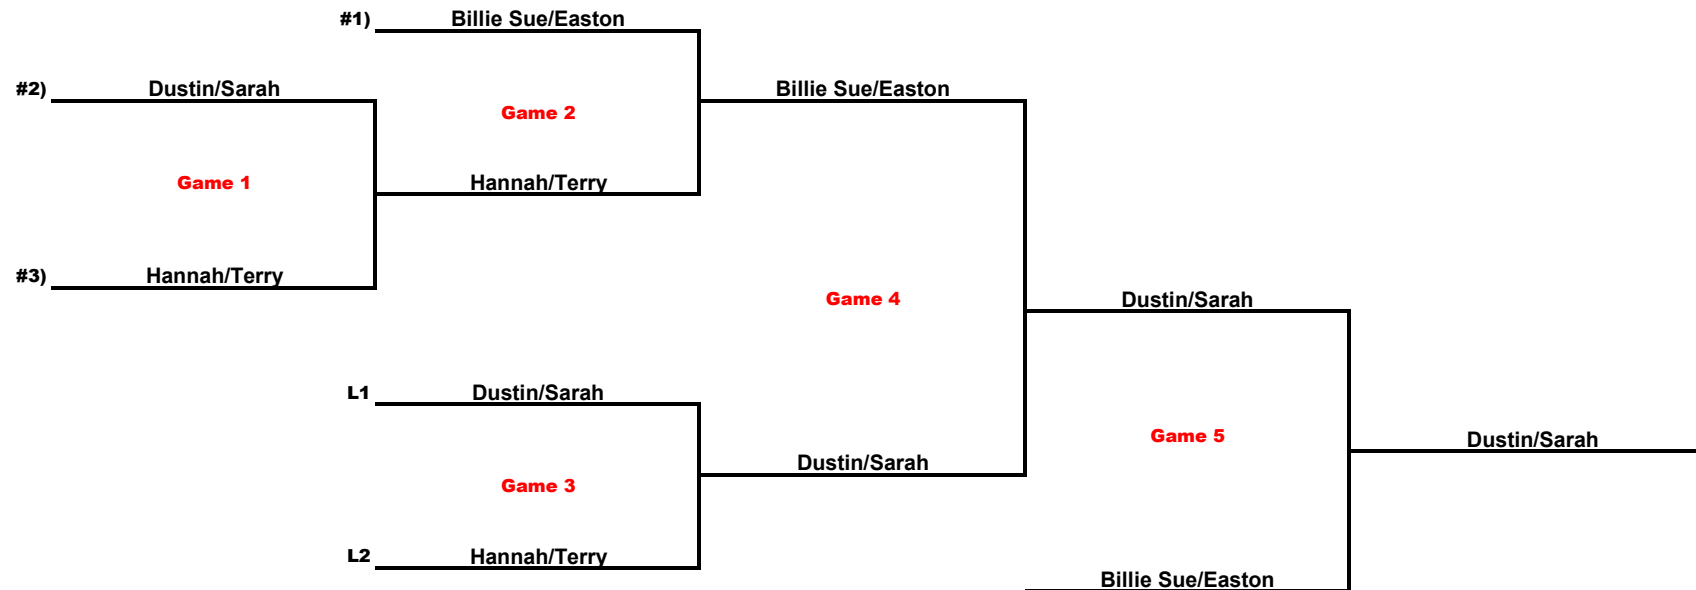 #1) Billie Sue/Easton
#2) Dustin/Sarah
Billie Sue/Easton
Game 2
Game 1
Hannah/Terry
#3) Hannah/Terry
Game 4
Dustin/Sarah
L1 Dustin/Sarah
Game 5
Dustin/Sarah
Dustin/Sarah
Game 3
L2 Hannah/Terry
Billie Sue/Easton